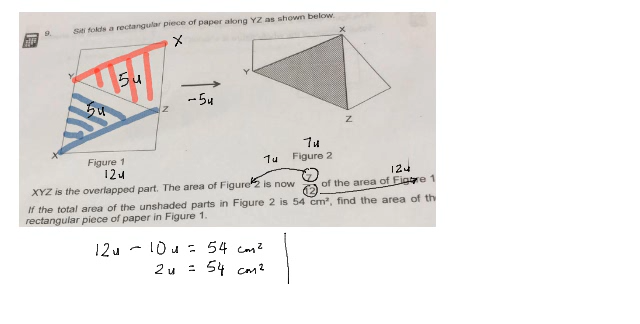 9. Siti folds a rectangular piece of paper along YZ as shown below.
X
X
Y
5u
Y
5u
Z
-5u
X
Z
Figure 1
12u
7u
Figure 2
7u
12u
XYZ is the overlapped part. The area of Figure 2 is now 7/12 of the area of Figure 1
If the total area of the unshaded parts in Figure 2 is 54 cm², find the area of th
rectangular piece of paper in Figure 1.
12u - 10u = 54 cm²
2u = 54 cm²